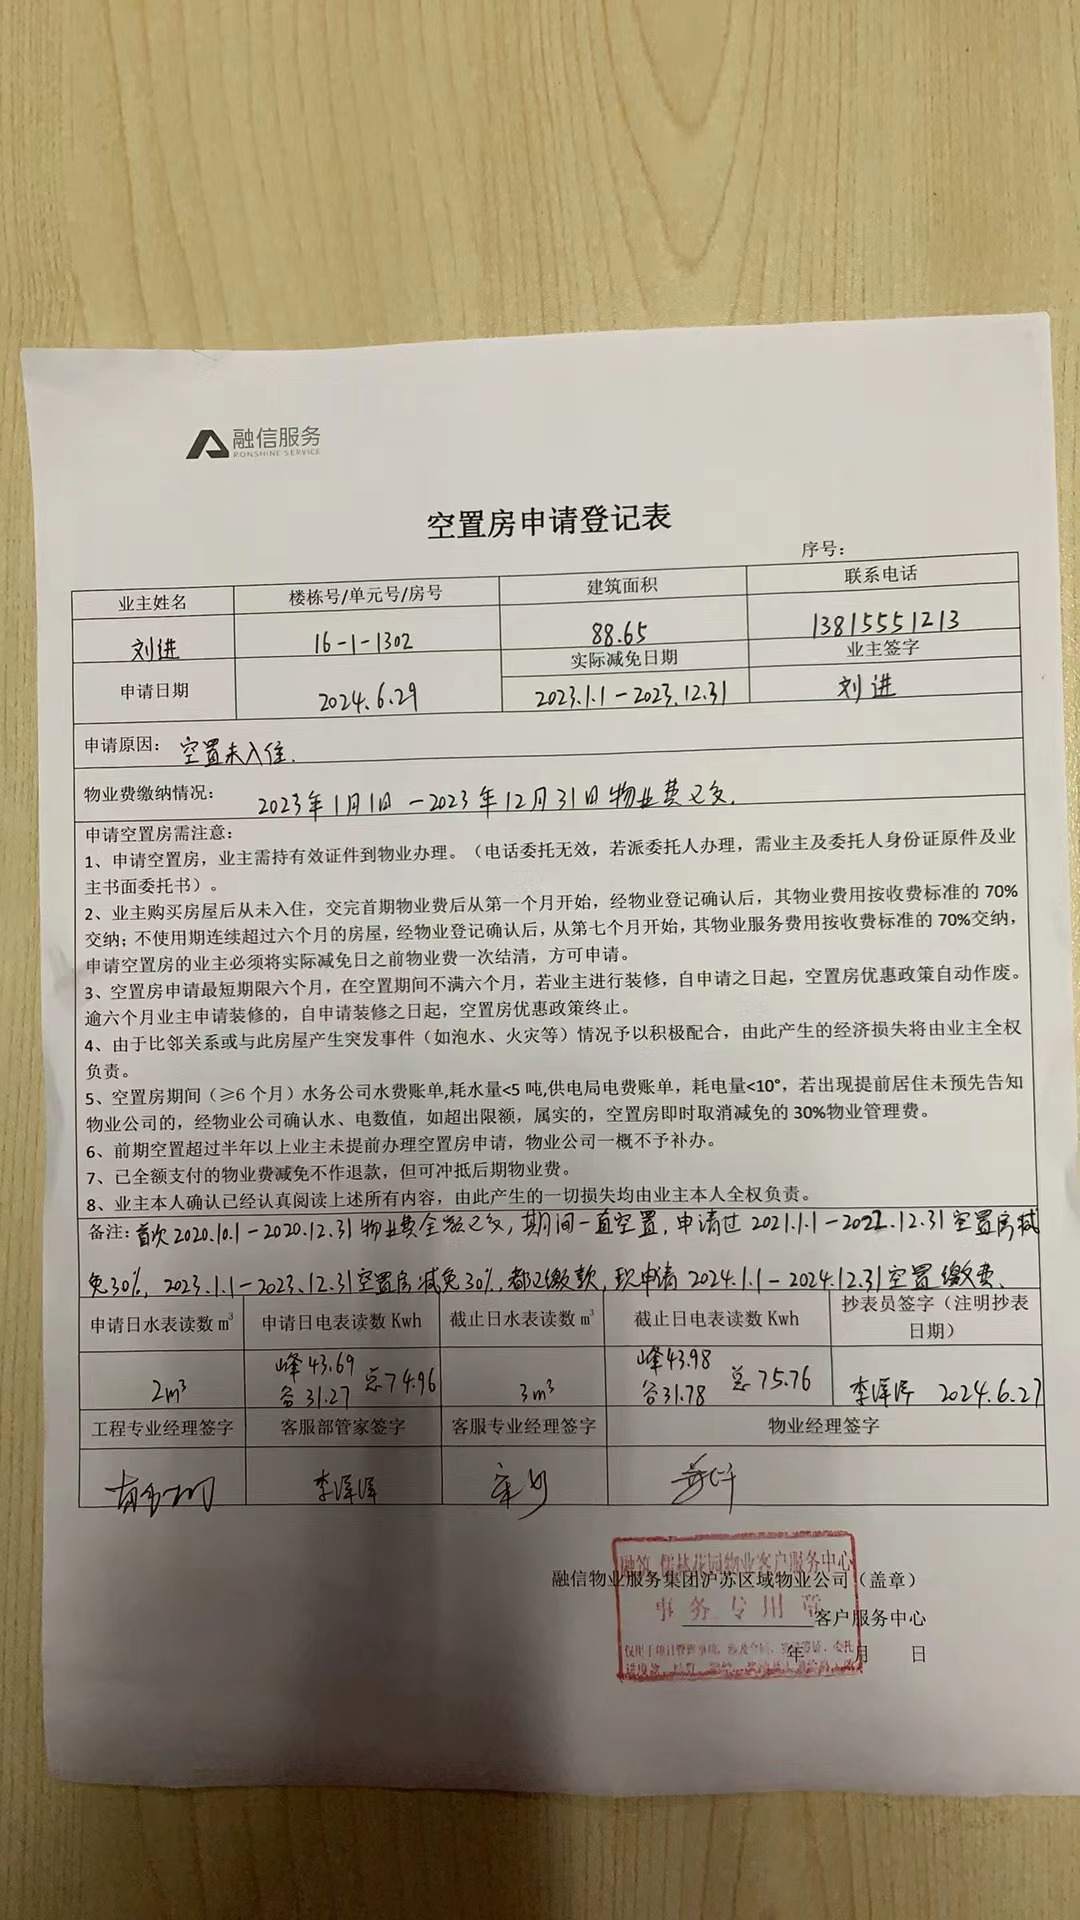 融信服务
RONSHINE SERVICE
空置房申请登记表
序号：
业主姓名 楼栋号/单元号/房号 建筑面积 联系电话
刘进 16-1-1302 88.65 13815551213
实际减免日期 业主签字
申请日期 2024.6.29 2023.1.1-2023.12.31 刘进
申请原因： 空置未入住.
物业费缴纳情况： 2023年1月1日-2023年12月31日物业费已交.
申请空置房需注意：
1、申请空置房，业主需持有效证件到物业办理。（电话委托无效，若派委托人办理，需业主及委托人身份证原件及业
主书面委托书）。
2、业主购买房屋后从未入住，交完首期物业费后从第一个月开始，经物业登记确认后，其物业费用按收费标准的 70%
交纳；不使用期连续超过六个月的房屋，经物业登记确认后，从第七个月开始，其物业服务费用按收费标准的 70%交纳，
申请空置房的业主必须将实际减免日之前物业费一次结清，方可申请。
3、空置房申请最短期限六个月，在空置期间不满六个月，若业主进行装修，自申请之日起，空置房优惠政策自动作废。
逾六个月业主申请装修的，自申请装修之日起，空置房优惠政策终止。
4、由于比邻关系或与此房屋产生突发事件（如泡水、火灾等）情况予以积极配合，由此产生的经济损失将由业主全权
负责。
5、空置房期间（≥6 个月）水务公司水费账单,耗水量<5 吨,供电局电费账单，耗电量<10°，若出现提前居住未预先告知
物业公司的，经物业公司确认水、电数值，如超出限额，属实的，空置房即时取消减免的 30%物业管理费。
6、前期空置超过半年以上业主未提前办理空置房申请，物业公司一概不予补办。
7、已全额支付的物业费减免不作退款，但可冲抵后期物业费。
8、业主本人确认已经认真阅读上述所有内容，由此产生的一切损失均由业主本人全权负责。
备注：首次2020.10.1-2020.12.31物业费全额已交，期间一直空置，申请过2021.1.1-2022.12.31空置房减
免30%，2023.1.1-2023.12.31空置房减免30%，都已缴款，现申请2024.1.1-2024.12.31空置缴费.
申请日水表读数 m³ 申请日电表读数 Kwh 截止日水表读数 m³ 截止日电表读数 Kwh 抄表员签字（注明抄表
日期）
2m³ 峰43.69 谷31.27 总74.96 3m³ 峰43.98 谷31.78 总75.76 李泽泽 2024.6.27
工程专业经理签字 客服部管家签字 客服专业经理签字 物业经理签字
李泽泽
融筑 儒林花园物业客户服务中心
融信物业服务集团沪苏区域物业公司（盖章）
事务专用章
客户服务中心
年 月 日